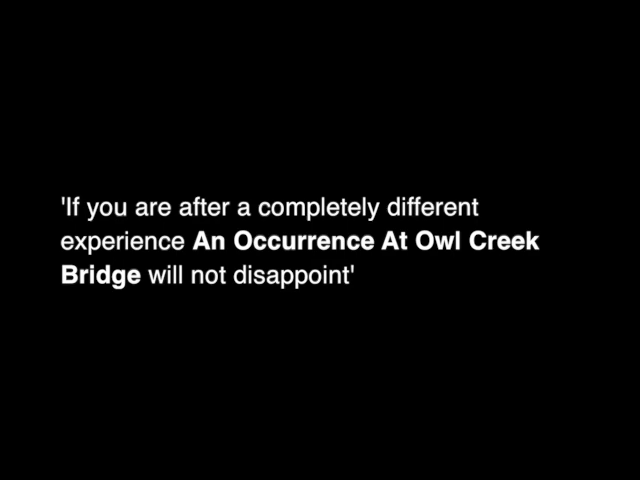 'If you are after a completely different
experience An Occurrence At Owl Creek
Bridge will not disappoint'